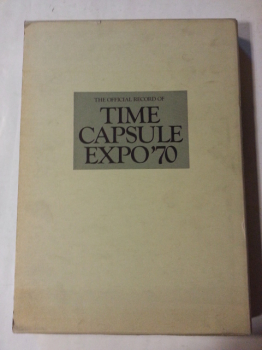 THE OFFICIAL RECORD OF
TIME
CAPSULE
EXPO'70